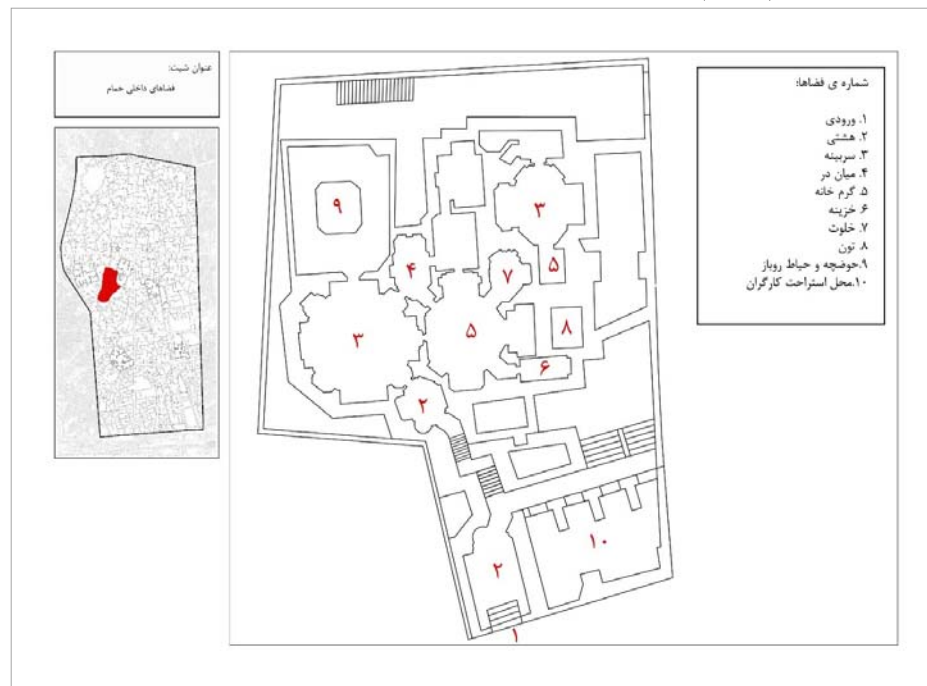 عنوان شیت:
فضاهای داخلی حمام
شماره ی فضاها:
۱. ورودی
۲. هشتی
۳. سربینه
۴. میان در
۵. گرم خانه
۶. خزینه
۷. خلوت
۸. تون
۹.حوضچه و حیاط روباز
۱۰.محل استراحت کارگران
۹
۳
۴
۷
۵
۳
۵
۸
۶
۲
۱۰
۲
۱